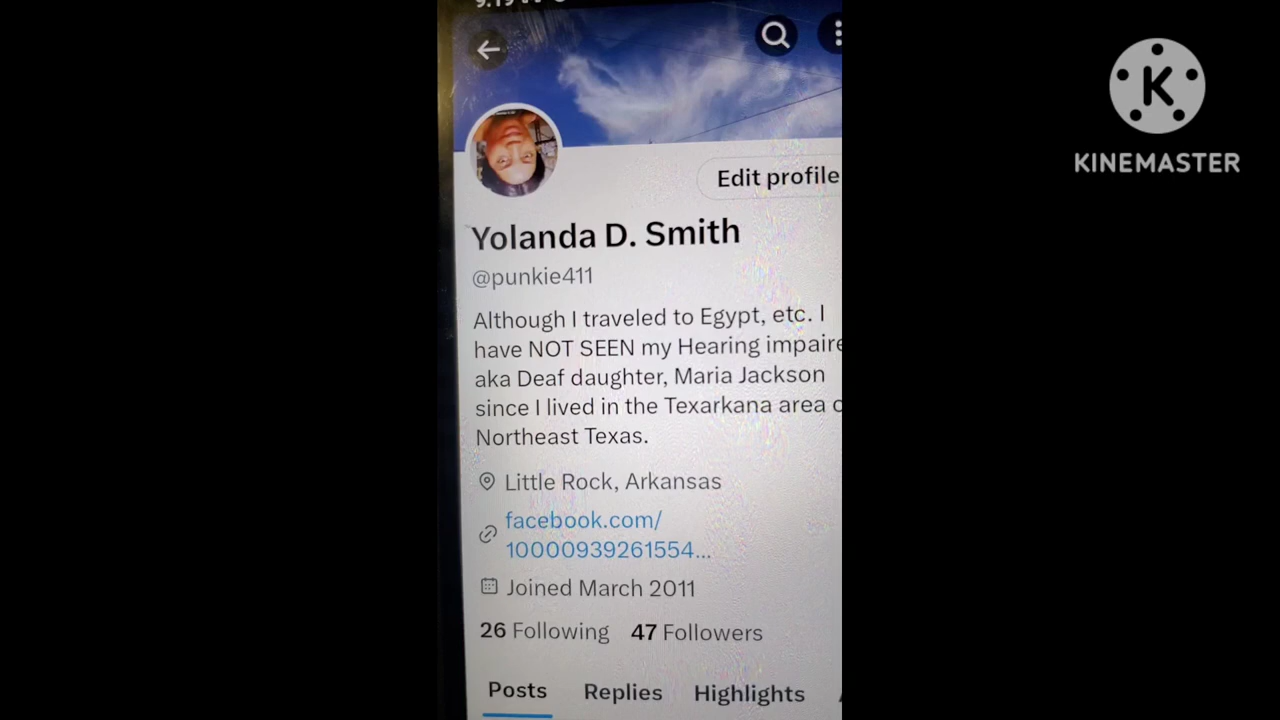 Edit profile
Yolanda D. Smith
@punkie411
Although I traveled to Egypt, etc. I
have NOT SEEN my Hearing
aka Deaf daughter, Maria Jackson
since I lived in the Texarkana area
Northeast Texas.
Little Rock, Arkansas
facebook.com/
10000939261554...
Joined March 2011
26 Following 47 Followers
Posts Replies Highlights
K
KINEMASTER